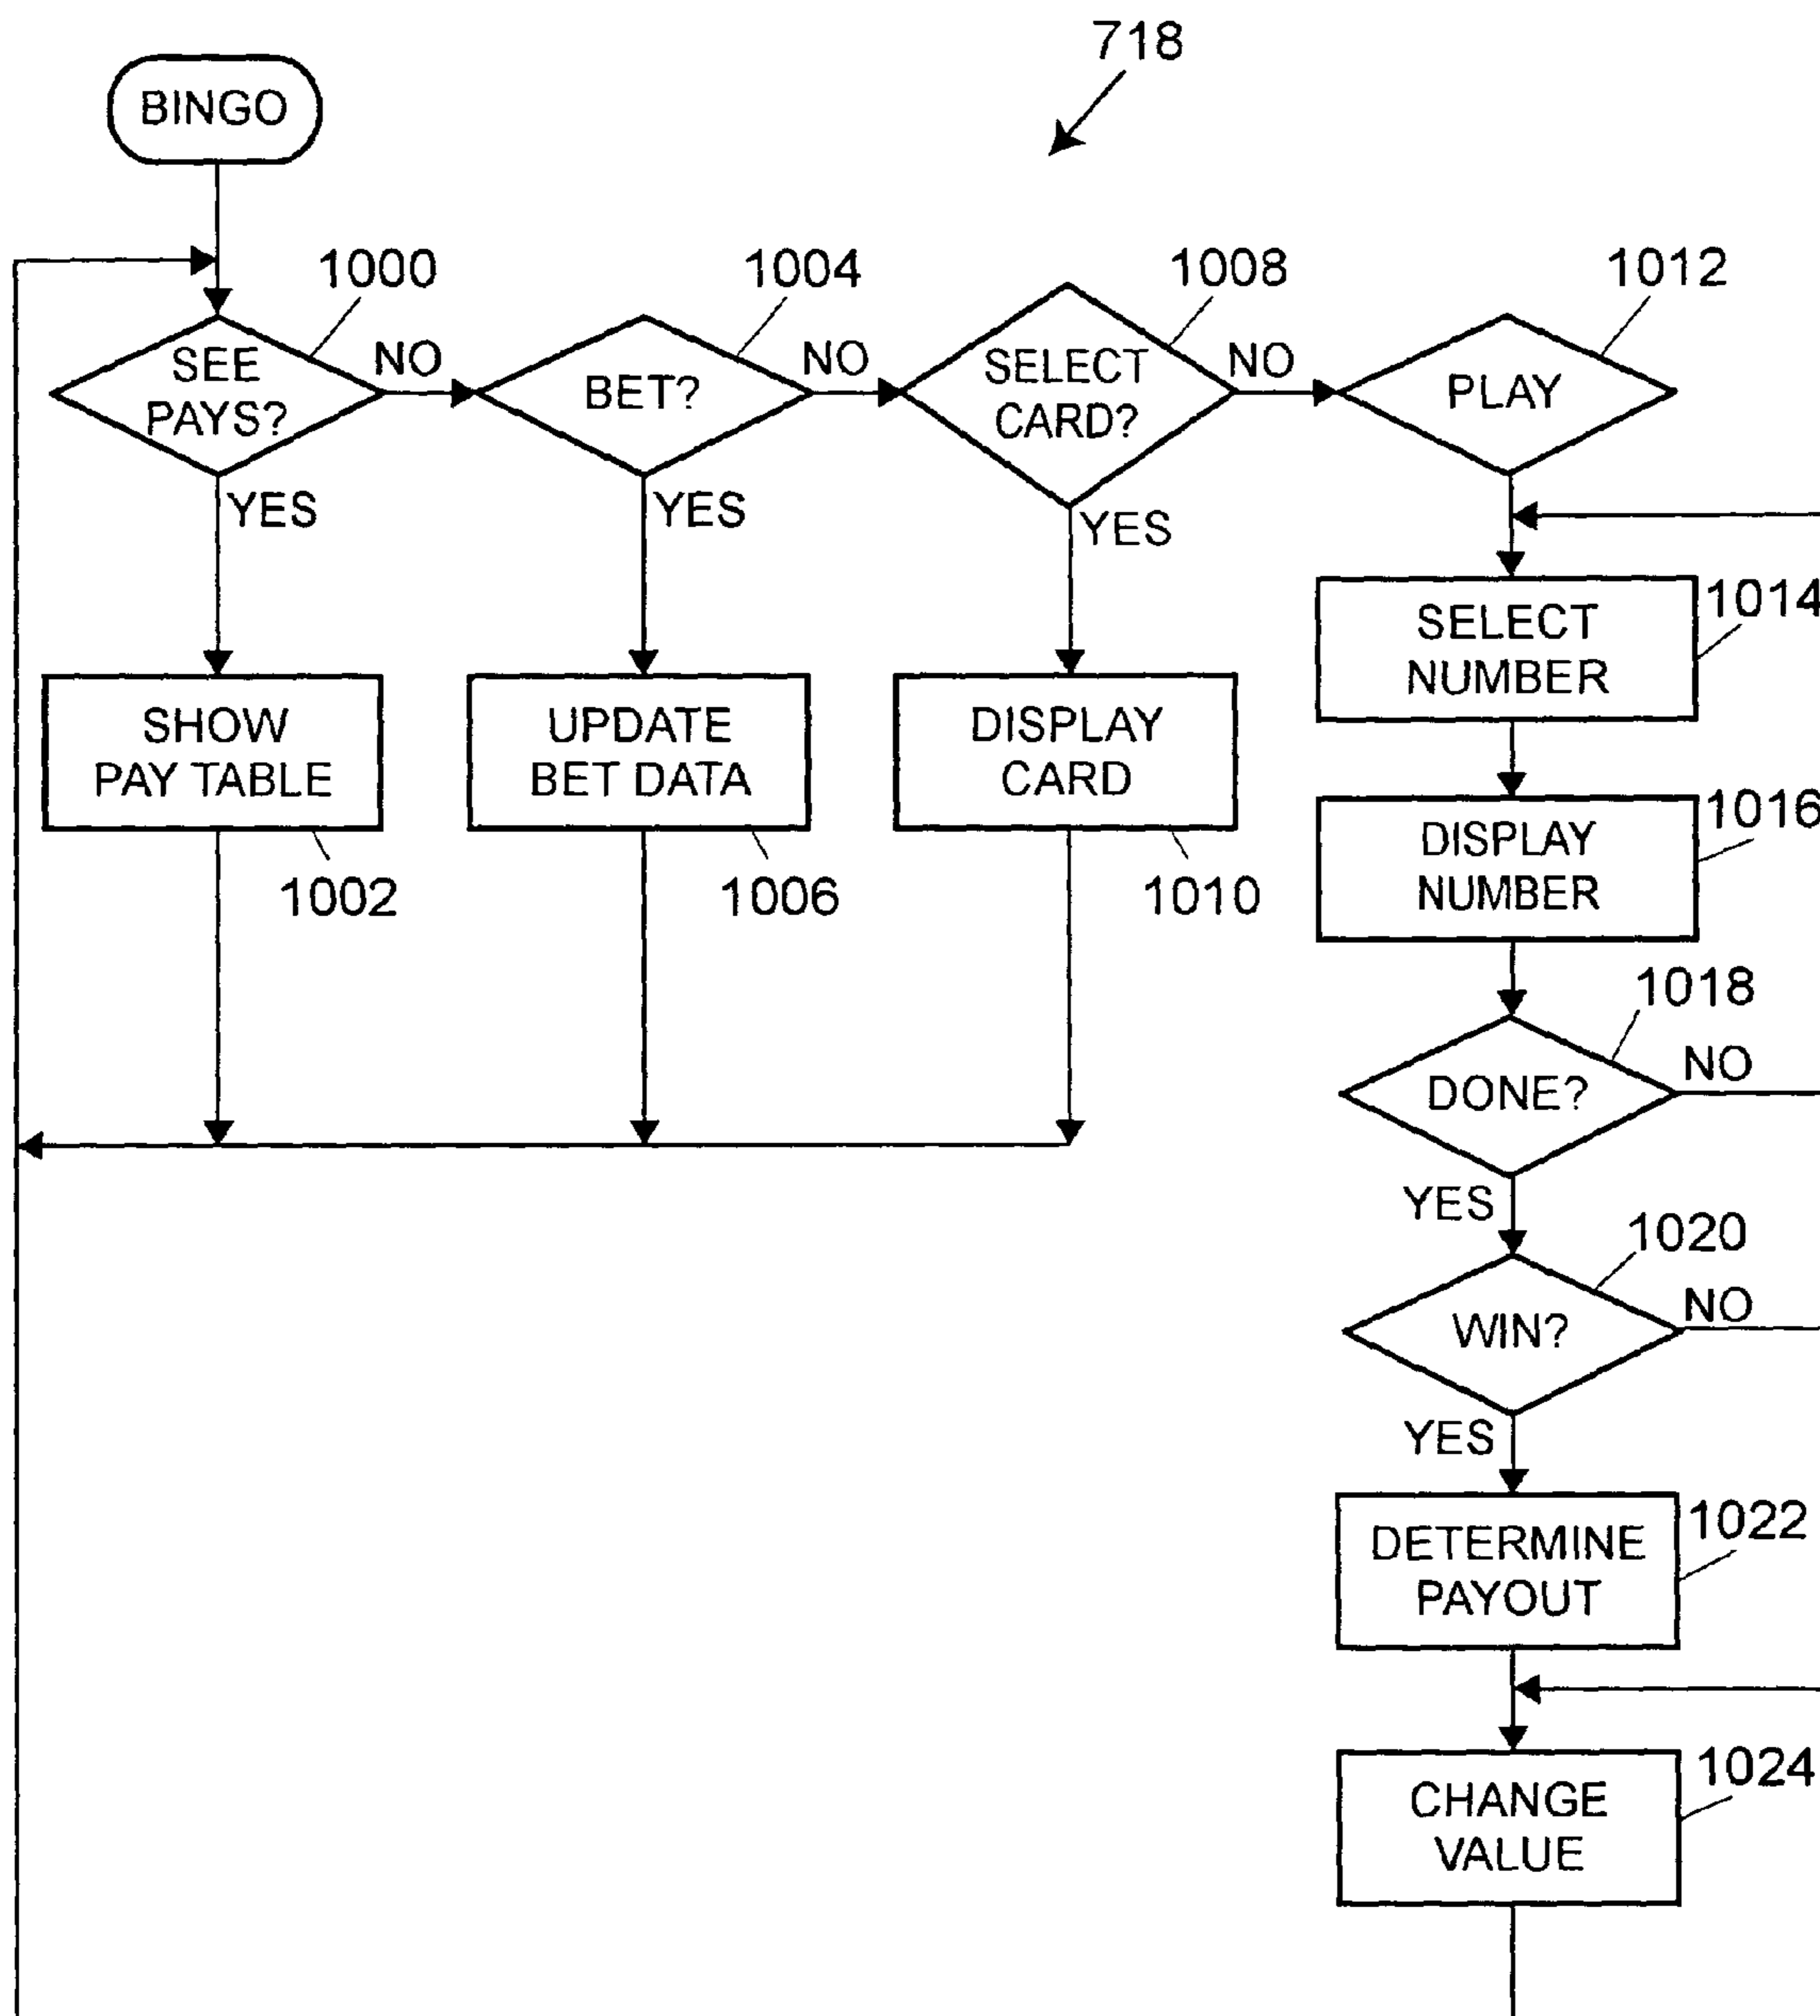 718
BINGO
1000
1004
1008
1012
SEE
PAYS?
NO
BET?
NO
SELECT
CARD?
NO
PLAY
YES
YES
YES
SELECT
NUMBER
1014
SHOW
PAY TABLE
UPDATE
BET DATA
DISPLAY
CARD
DISPLAY
NUMBER
1016
1002
1006
1010
1018
DONE?
NO
YES
1020
WIN?
NO
YES
DETERMINE
PAYOUT
1022
CHANGE
VALUE
1024